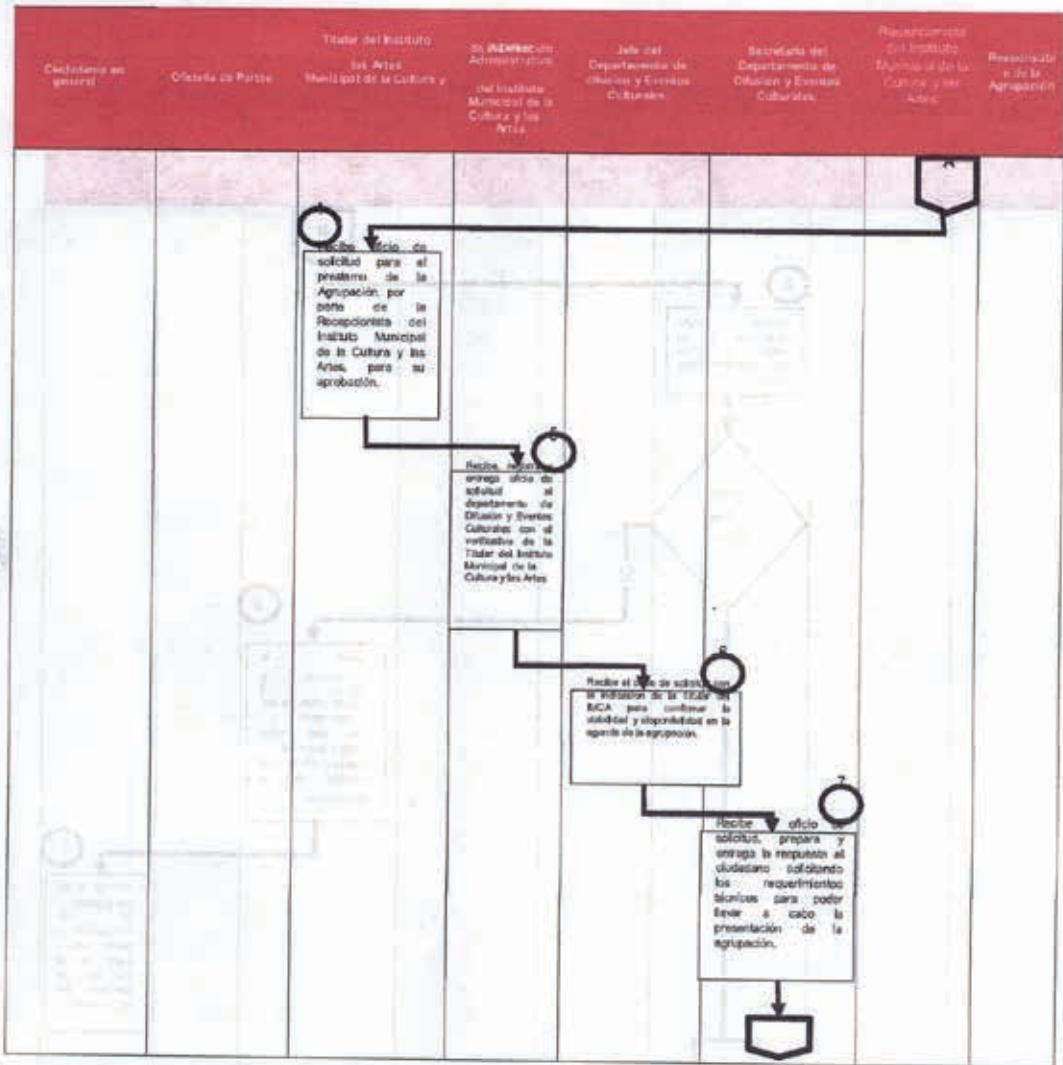 Ciudadano en
general
Oficialía de Partes
Titular del Instituto
las Artes
Municipal de la Cultura y
Administrativo
del Instituto
Municipal de la
Cultura y las
Artes
Jefe del
Departamento de
Difusión y Eventos
Culturales
Secretaria del
Departamento de
Difusión y Eventos
Culturales
Recepcionista
del Instituto
Municipal de la
Cultura y las
Artes
Responsabl
e de la
Agrupación
A
4
Recibe oficio de
solicitud para el
prestamo de la
Agrupación, por
parte de la
Recepcionista del
Instituto Municipal
de la Cultura y las
Artes, para su
aprobación.
5
Recibe,
entrega oficio de
solicitud al
departamento de
Difusión y Eventos
Culturales con el
verificativo de la
Titular del Instituto
Municipal de la
Cultura y las Artes
6
Recibe el oficio de solicitud con
la indicación de la Titular del
IMCA para confirmar la
viabilidad y disponibilidad en la
agenda de la agrupación.
7
Recibe oficio de
solicitud, prepara y
entrega la respuesta al
ciudadano solicitando
los requerimientos
técnicos para poder
llevar a cabo la
presentación de la
agrupación.